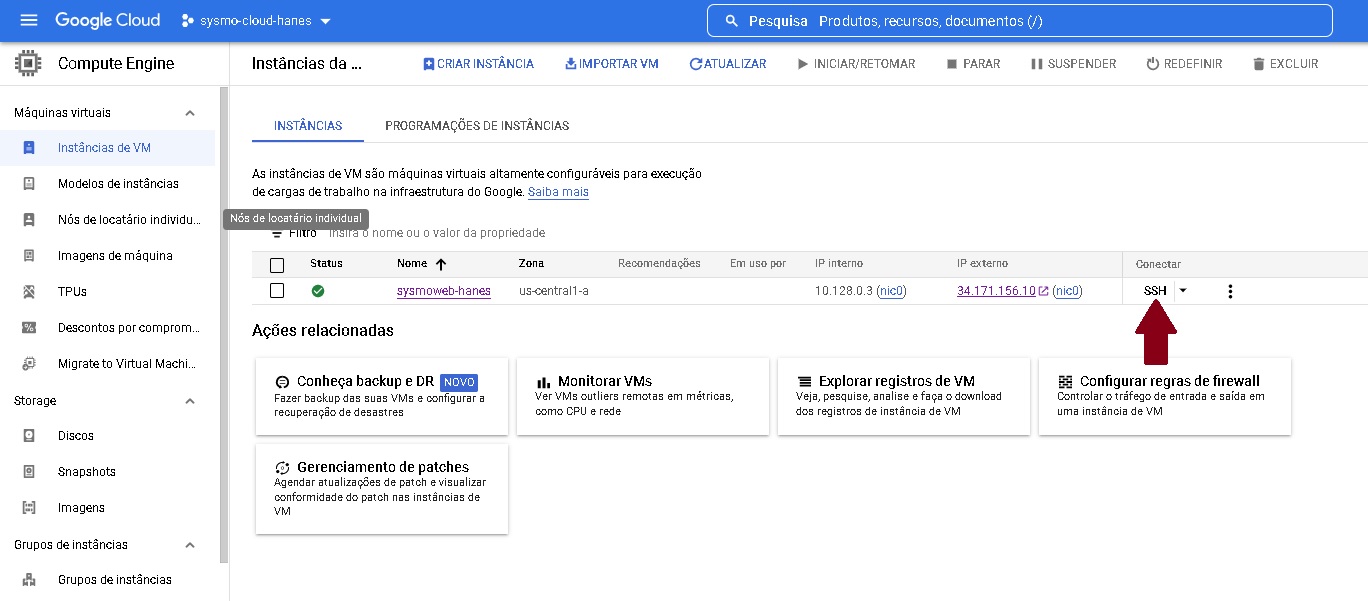 Google Cloud
sysmo-cloud-hanes
Pesquisa Produtos, recursos, documentos (/)
Compute Engine
Instâncias da ...
CRIAR INSTÂNCIA
IMPORTAR VM
ATUALIZAR
INICIAR/RETOMAR
PARAR
SUSPENDER
REDEFINIR
EXCLUIR
Máquinas virtuais
Instâncias de VM
Modelos de instâncias
Nós de locatário individu...
Imagens de máquina
TPUs
Descontos por comprom...
Migrate to Virtual Machi...
Storage
Discos
Snapshots
Imagens
Grupos de instâncias
Grupos de instâncias
INSTÂNCIAS
PROGRAMAÇÕES DE INSTÂNCIAS
As instâncias de VM são máquinas virtuais altamente configuráveis para execução
de cargas de trabalho na infraestrutura do Google. Saiba mais
Nós de locatário individual
Filtro Insira o nome ou o valor da propriedade
Status Nome Zona Recomendações Em uso por IP interno IP externo Conectar
sysmoweb-hanes us-central1-a 10.128.0.3 (nic0) 34.171.156.10 (nic0) SSH
Ações relacionadas
Conheça backup e DR NOVO
Fazer backup das suas VMs e configurar a
recuperação de desastres
Monitorar VMs
Ver VMs outliers remotas em métricas,
como CPU e rede
Explorar registros de VM
Veja, pesquise, analise e faça o download
dos registros de instância de VM
Configurar regras de firewall
Controlar o tráfego de entrada e saída em
uma instância de VM
Gerenciamento de patches
Agendar atualizações de patch e visualizar
conformidade do patch nas instâncias de
VM